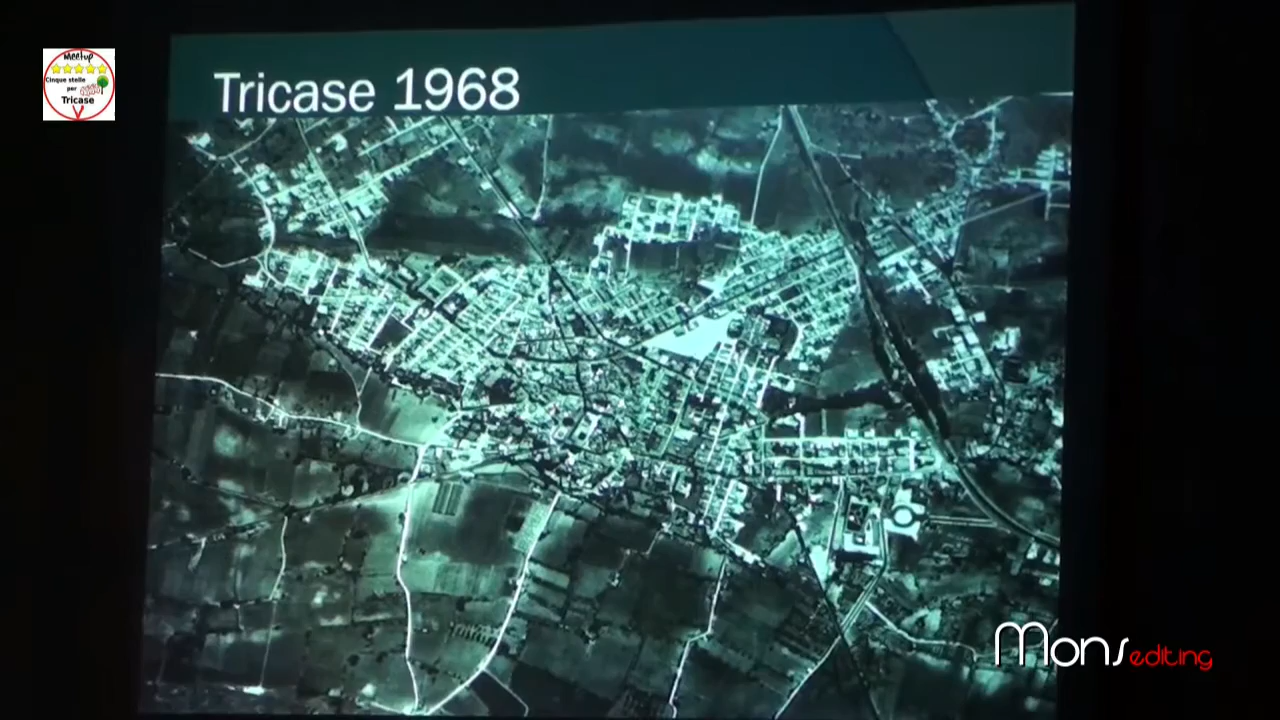 Meetup
Cinque stelle
per
Tricase
Tricase 1968
Mons editing